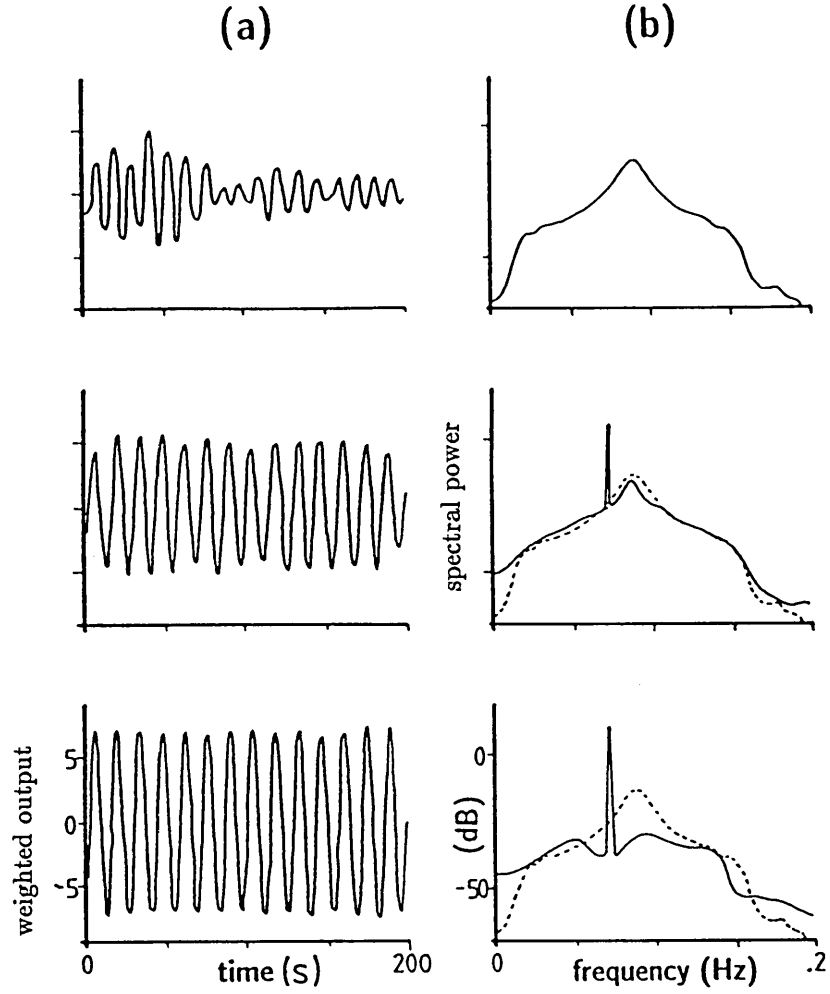 (a)
(b)
spectral power
weighted output
5
0
-5
0
200
time (s)
0
-50
(dB)
0
.2
frequency (Hz)